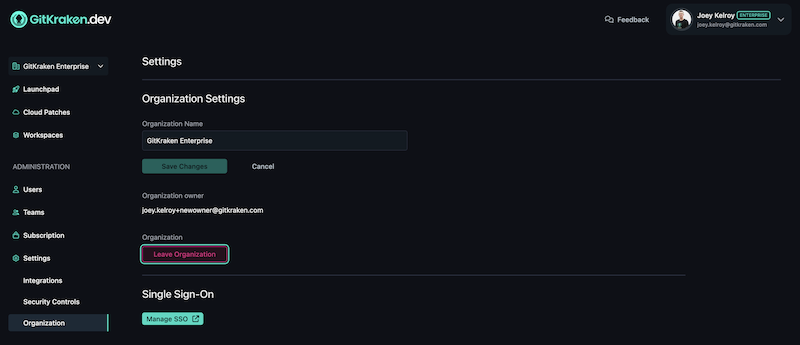 GitKraken.dev
Feedback
Joey Kelroy ENTERPRISE
joey.kelroy@gitkraken.com
GitKraken Enterprise
Launchpad
Cloud Patches
Workspaces
ADMINISTRATION
Users
Teams
Subscription
Settings
Integrations
Security Controls
Organization
Settings
Organization Settings
Organization Name
GitKraken Enterprise
Save Changes Cancel
Organization owner
joey.kelroy+newowner@gitkraken.com
Organization
Leave Organization
Single Sign-On
Manage SSO